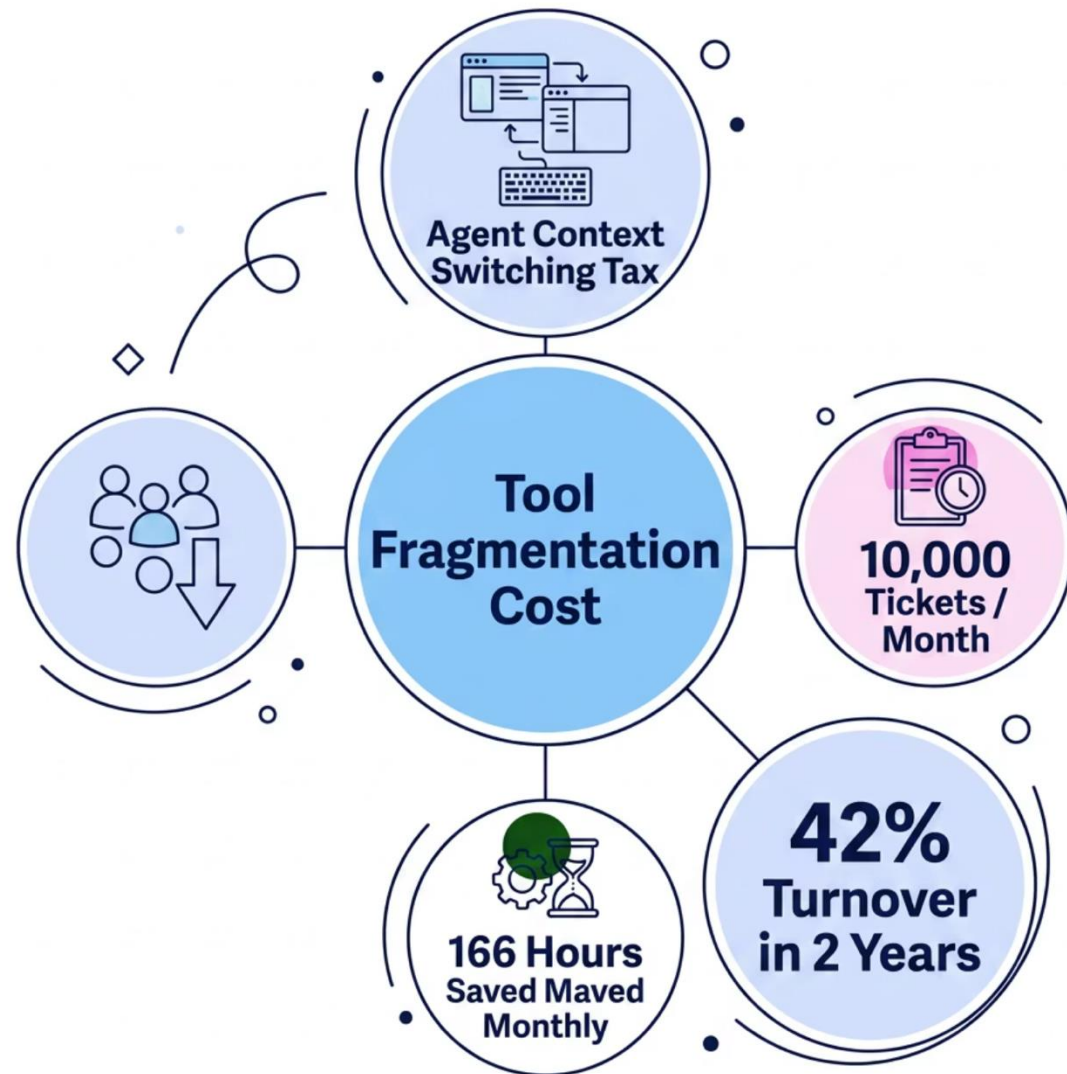 Agent Context
Switching Tax
Tool
Fragmentation
Cost
10,000
Tickets /
Month
42%
Turnover
in 2 Years
166 Hours
Saved Maved
Monthly